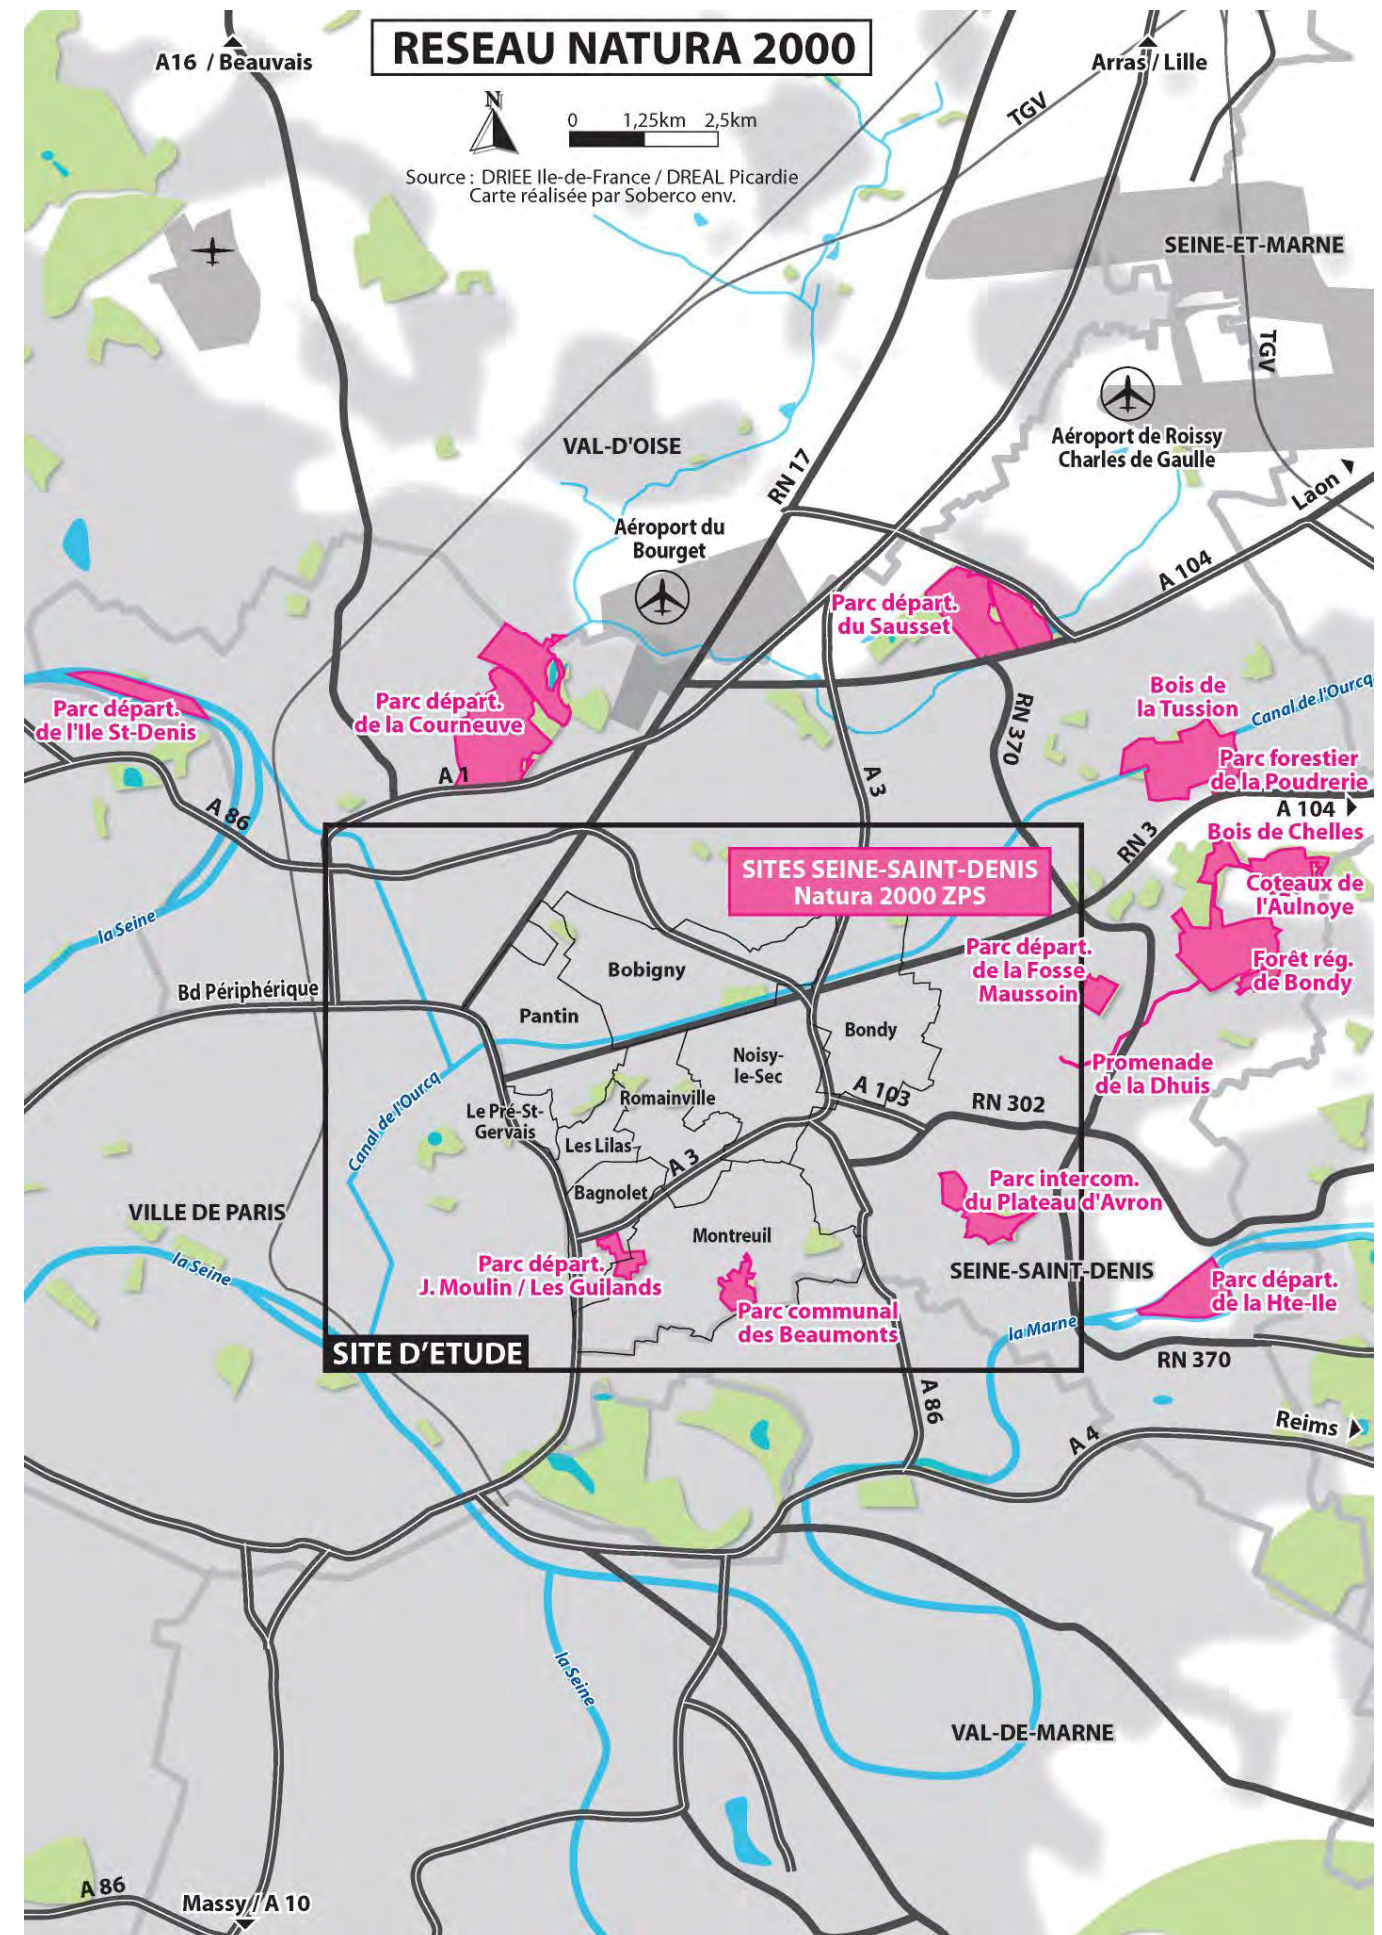 RESEAU NATURA 2000
A16 / Beauvais
Arras / Lille
N
0 1,25km 2,5km
TGV
Source : DRIEE Ile-de-France / DREAL Picardie
Carte réalisée par Soberco env.
SEINE-ET-MARNE
TGV
Aéroport de Roissy
Charles de Gaulle
VAL-D'OISE
RN 17
Laon
Aéroport du
Bourget
A 104
Parc départ.
du Sausset
Parc départ.
de l'Ile St-Denis
Parc départ.
de la Courneuve
RN 370
Bois de
la Tussion
Canal de l'Ourcq
Parc forestier
de la Poudrerie
A 1
A 3
A 104
A 86
RN 3
Bois de Chelles
SITES SEINE-SAINT-DENIS
Natura 2000 ZPS
Coteaux de
l'Aulnoye
la Seine
Parc départ.
de la Fosse
Maussoin
Forêt rég.
de Bondy
Bobigny
Bd Périphérique
Pantin
Bondy
Noisy-
le-Sec
Promenade
de la Dhuis
A 103
RN 302
Romainville
Le Pré-St-
Gervais
Canal de l'Ourcq
Les Lilas
A 3
Bagnolet
Parc intercom.
du Plateau d'Avron
VILLE DE PARIS
Montreuil
la Seine
Parc départ.
J. Moulin / Les Guilands
SEINE-SAINT-DENIS
Parc départ.
de la Hte-Ile
Parc communal
des Beaumonts
la Marne
SITE D'ETUDE
RN 370
A 86
Reims
A 4
la Seine
VAL-DE-MARNE
A 86
Massy / A 10